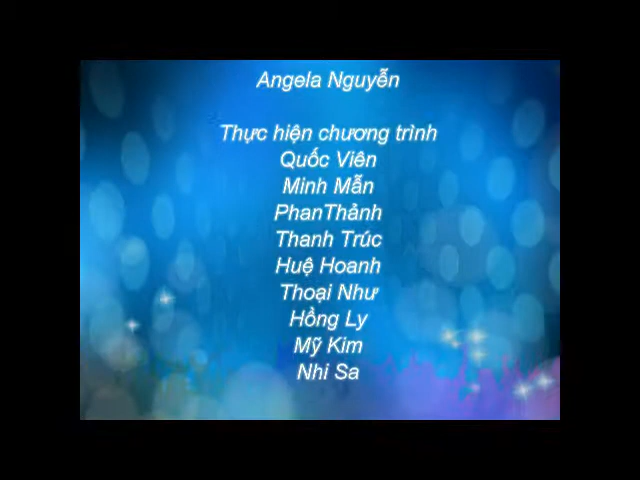 Angela Nguyễn
Thực hiện chương trình
Quốc Viên
Minh Mẫn
PhanThảnh
Thanh Trúc
Huệ Hoanh
Thoại Như
Hồng Ly
Mỹ Kim
Nhi Sa